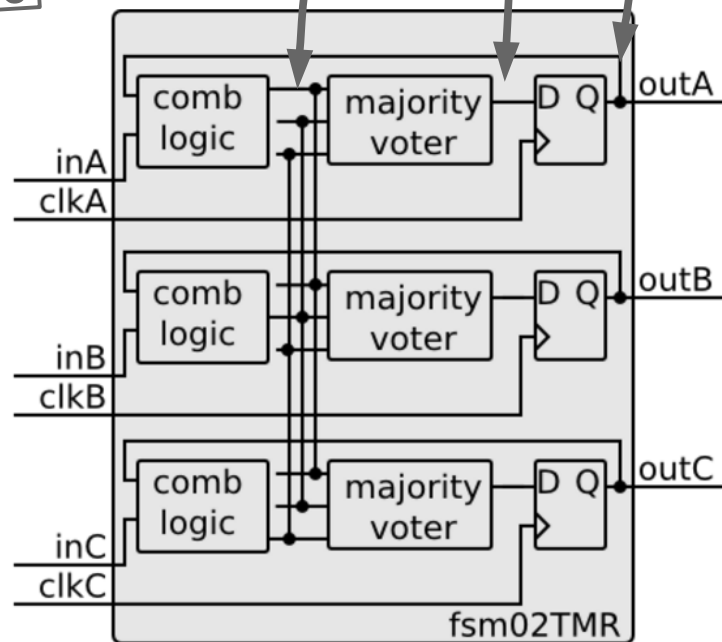 comb
logic
majority
voter
D Q
outA
inA
clkA
comb
logic
majority
voter
D Q
outB
inB
clkB
comb
logic
majority
voter
D Q
outC
inC
clkC
fsm02TMR